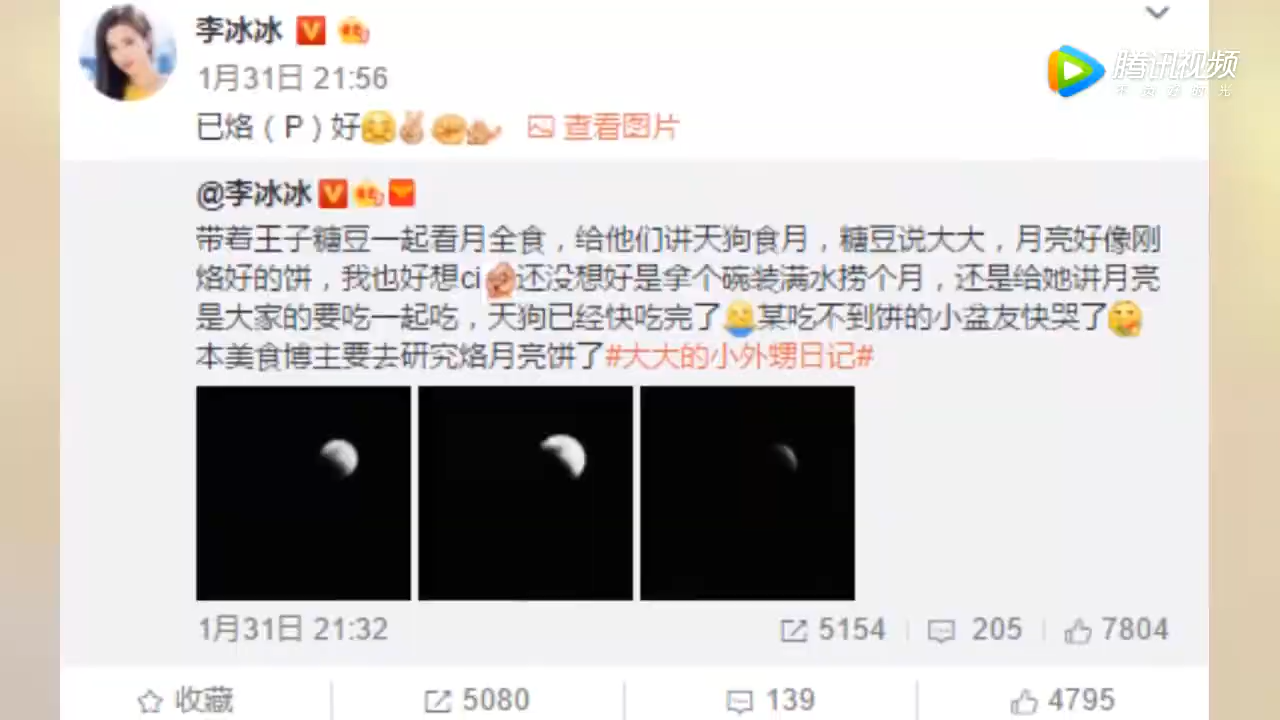 李冰冰
1月31日 21:56
腾讯视频
不负好时光
已烙（P）好 查看图片
@李冰冰
带着王子糖豆一起看月全食，给他们讲天狗食月，糖豆说大大，月亮好像刚
烙好的饼，我也好想ci还没想好是拿个碗装满水捞个月，还是给她讲月亮
是大家的要吃一起吃，天狗已经快吃完了某吃不到饼的小盆友快哭了
本美食博主要去研究烙月亮饼了#大大的小外甥日记#
1月31日 21:32 5154 205 7804
收藏 5080 139 4795